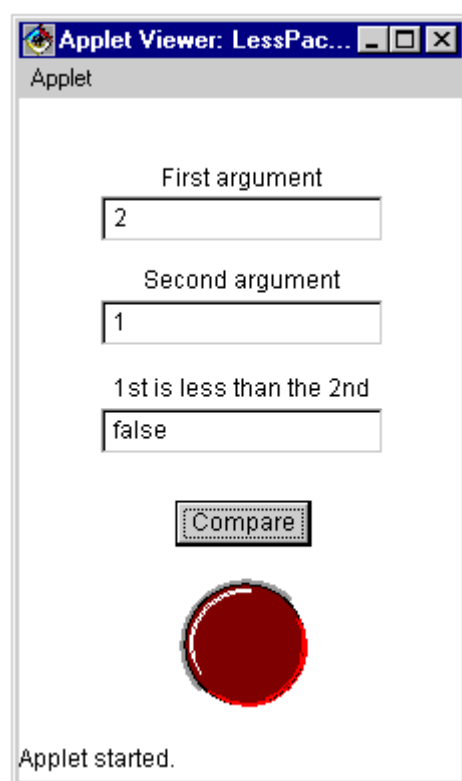 Applet Viewer: LessPac...
Applet
First argument
2
Second argument
1
1st is less than the 2nd
false
Compare
Applet started.